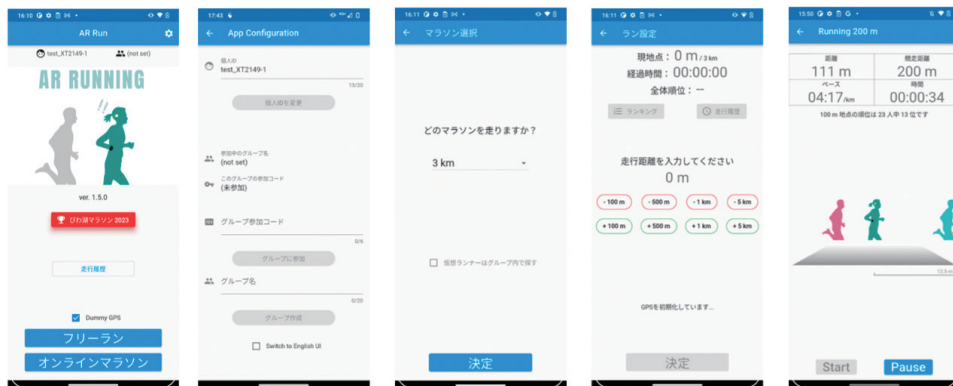 16:10
AR Run
test_XT2149-1
(not set)
AR RUNNING
ver. 1.5.0
びわ湖マラソン 2023
走行履歴
Dummy GPS
フリーラン
オンラインマラソン
17:43
App Configuration
個人ID
test_XT2149-1
13/20
個人IDを変更
参加中のグループ名
(not set)
このグループの参加コード
(未参加)
グループ参加コード
0/6
グループに参加
グループ名
0/20
グループ作成
Switch to English UI
16:11
マラソン選択
どのマラソンを走りますか？
3 km
仮想ランナーはグループ内で探す
決定
16:11
ラン設定
現地点： 0 m / 3 km
経過時間： 00:00:00
全体順位： --
ランキング
走行履歴
走行距離を入力してください
0 m
- 100 m
- 500 m
- 1 km
- 5 km
+ 100 m
+ 500 m
+ 1 km
+ 5 km
GPSを初期化しています...
決定
15:50
Running 200 m
距離
競走距離
111 m
200 m
ペース
時間
04:17/km
00:00:34
100 m 地点の順位は 23 人中 13 位です
12.5 m
Start
Pause